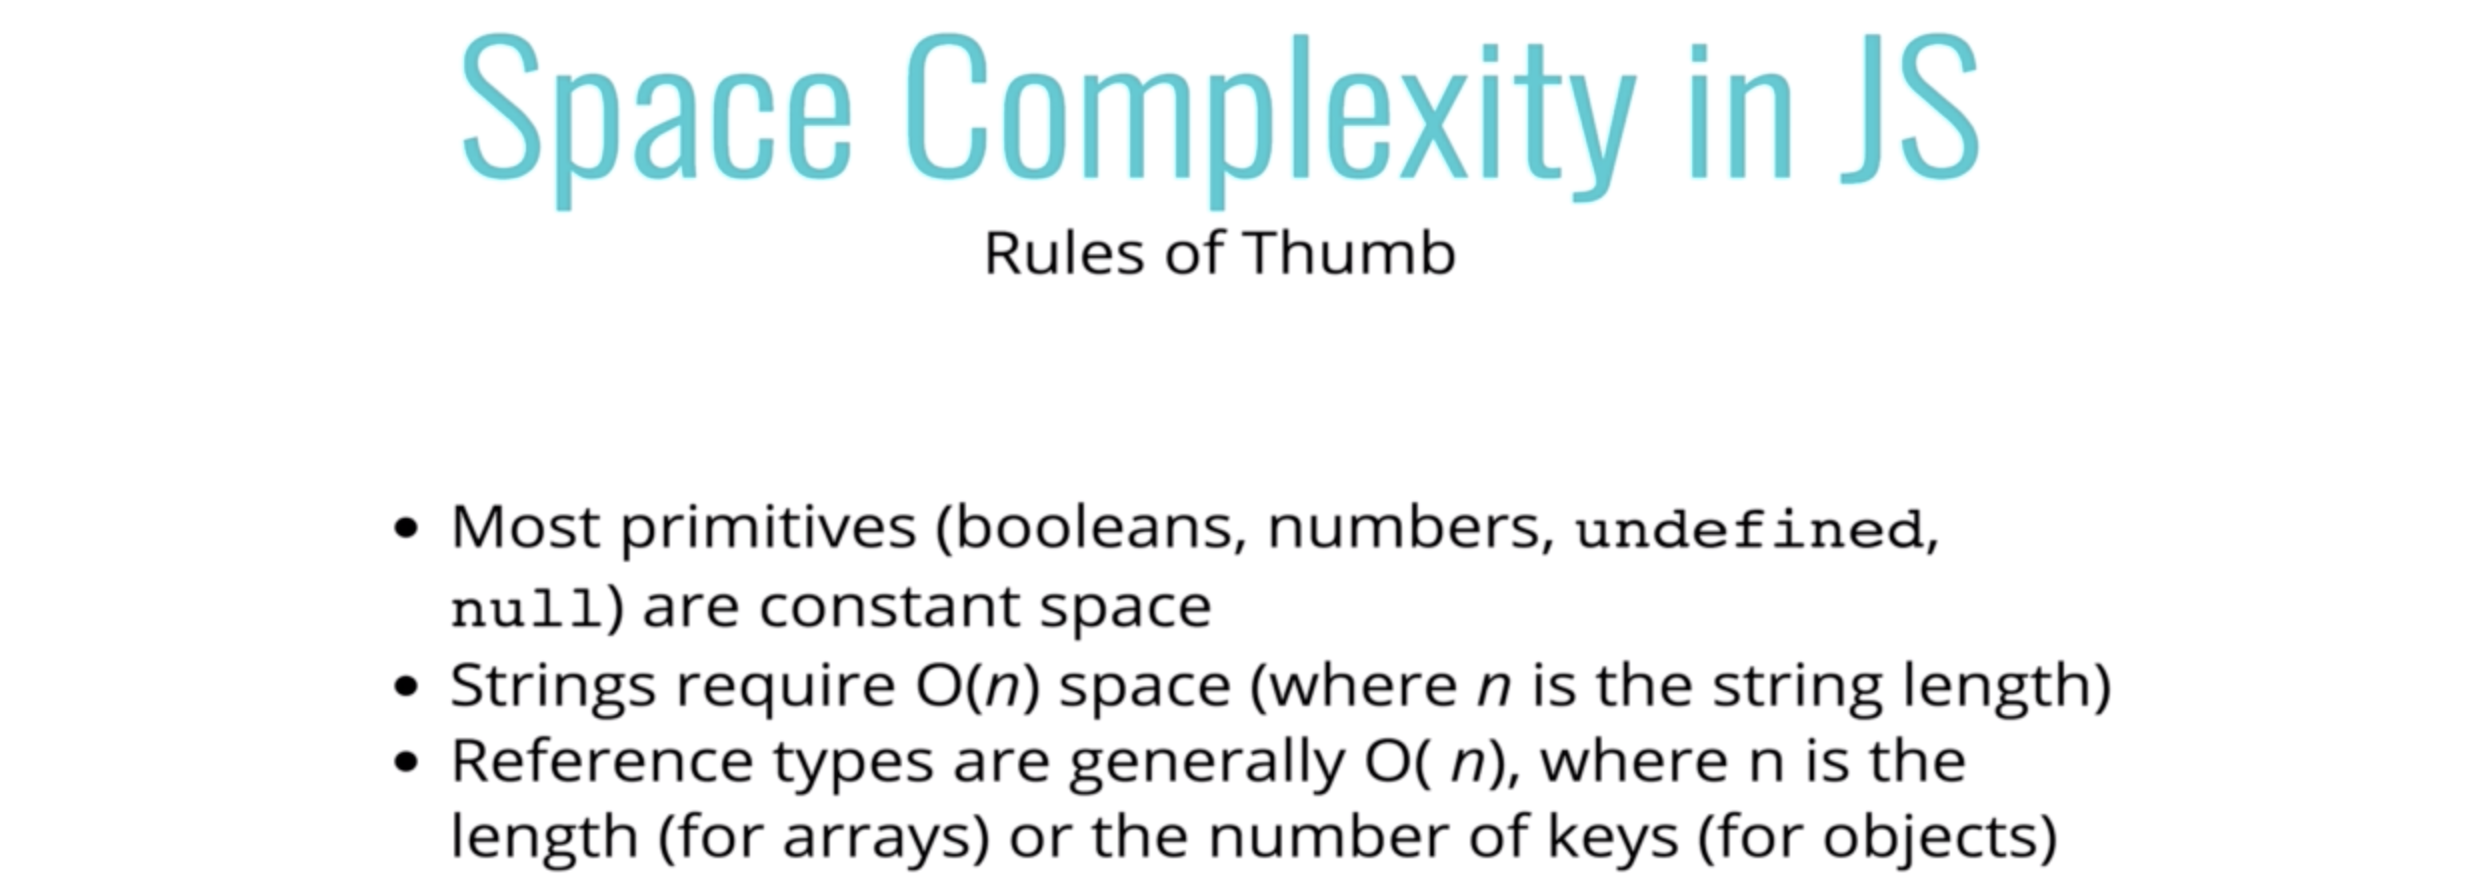 Space Complexity in JS
Rules of Thumb
• Most primitives (booleans, numbers, undefined,
null) are constant space
• Strings require O(n) space (where n is the string length)
• Reference types are generally O( n), where n is the
length (for arrays) or the number of keys (for objects)